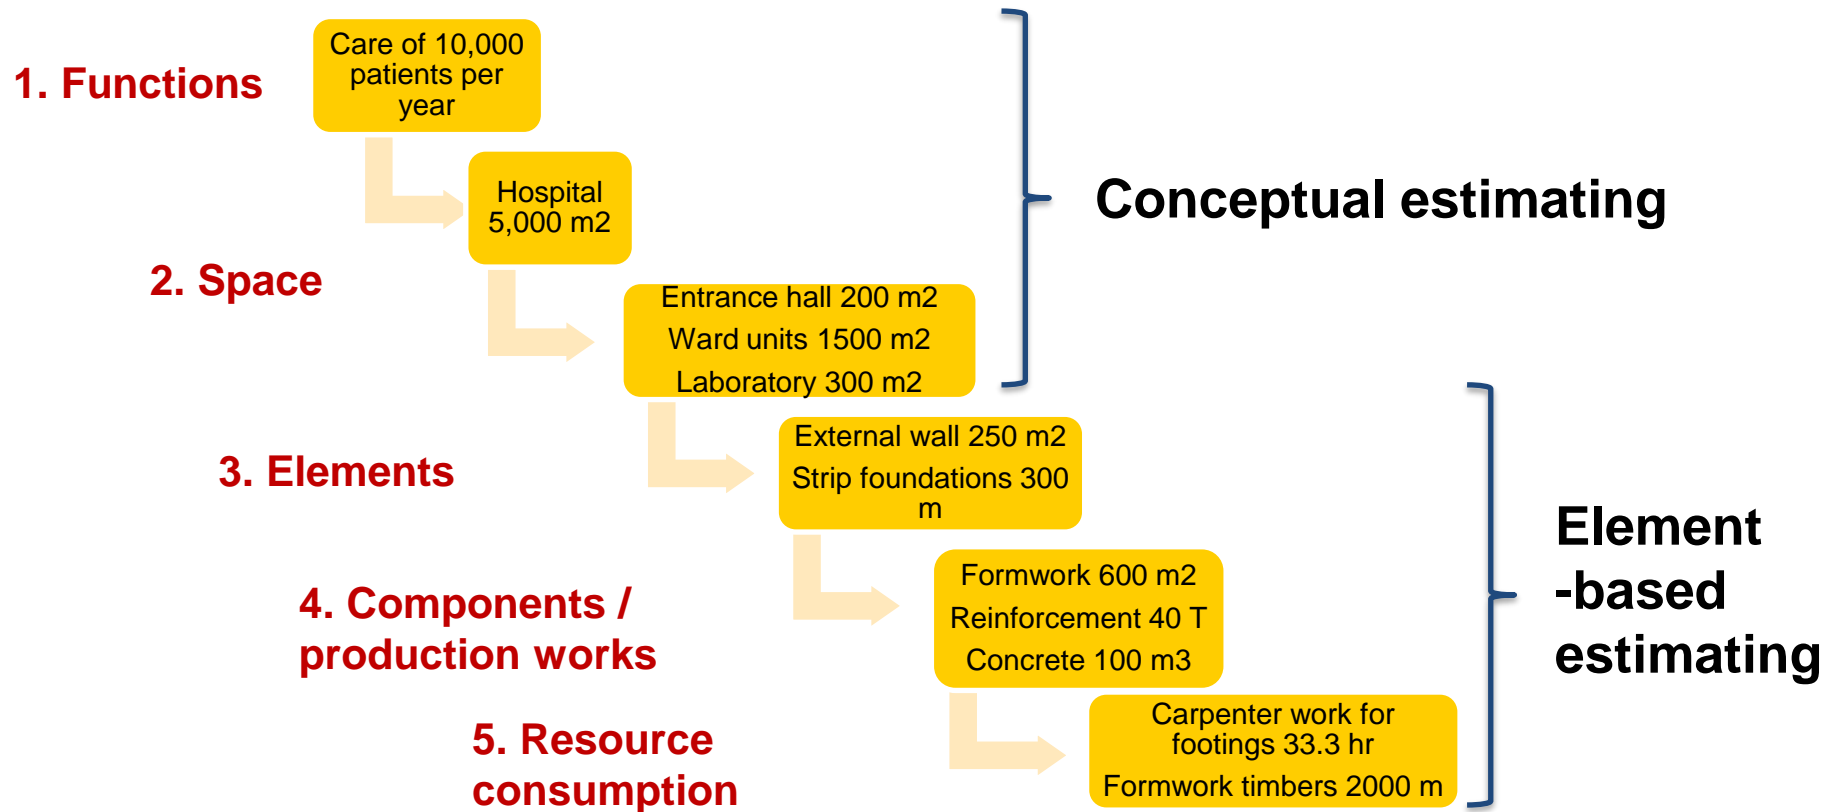 1. Functions
Care of 10,000
patients per
year
Hospital
5,000 m2
Conceptual estimating
2. Space
Entrance hall 200 m2
Ward units 1500 m2
Laboratory 300 m2
3. Elements
External wall 250 m2
Strip foundations 300
m
4. Components /
production works
Formwork 600 m2
Reinforcement 40 T
Concrete 100 m3
Element
-based
estimating
5. Resource
consumption
Carpenter work for
footings 33.3 hr
Formwork timbers 2000 m